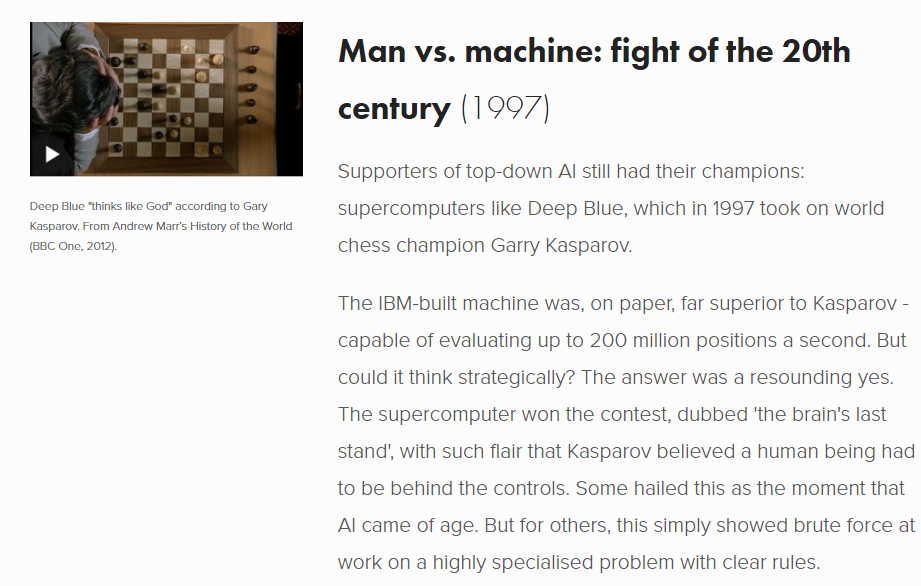 Man vs. machine: fight of the 20th
century (1997)
Deep Blue "thinks like God" according to Gary
Kasparov. From Andrew Marr's History of the World
(BBC One, 2012).
Supporters of top-down AI still had their champions:
supercomputers like Deep Blue, which in 1997 took on world
chess champion Garry Kasparov.
The IBM-built machine was, on paper, far superior to Kasparov -
capable of evaluating up to 200 million positions a second. But
could it think strategically? The answer was a resounding yes.
The supercomputer won the contest, dubbed 'the brain's last
stand', with such flair that Kasparov believed a human being had
to be behind the controls. Some hailed this as the moment that
AI came of age. But for others, this simply showed brute force at
work on a highly specialised problem with clear rules.